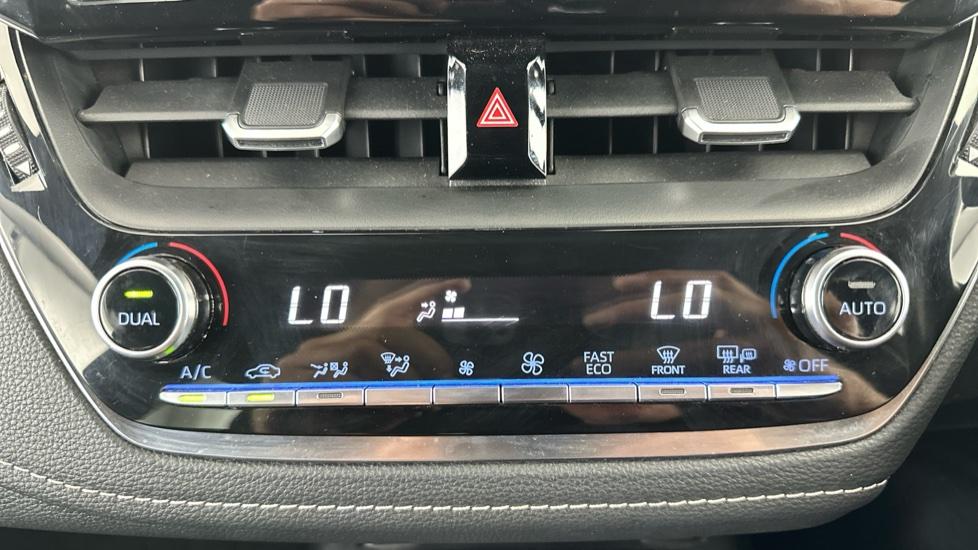 LO
LO
DUAL
AUTO
A/C
FAST
ECO
FRONT
REAR
OFF